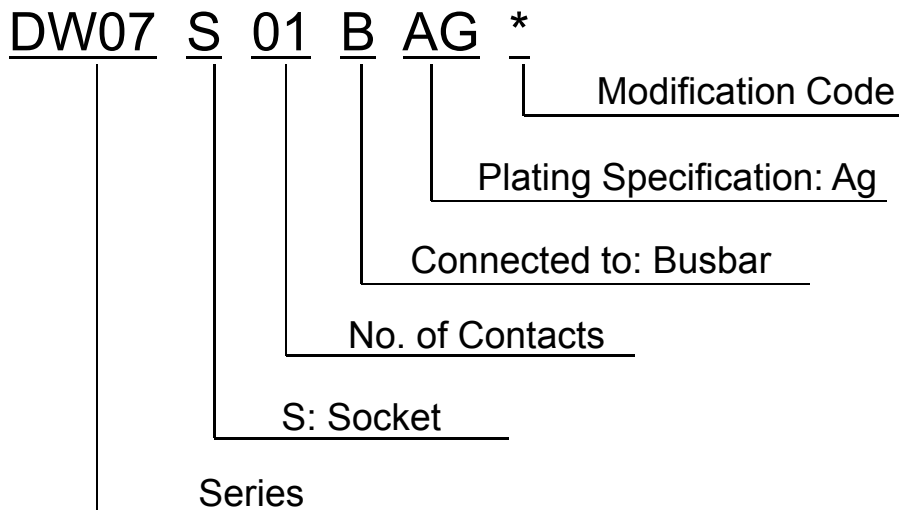 DW07 S 01 B AG *
Modification Code
Plating Specification: Ag
Connected to: Busbar
No. of Contacts
S: Socket
Series